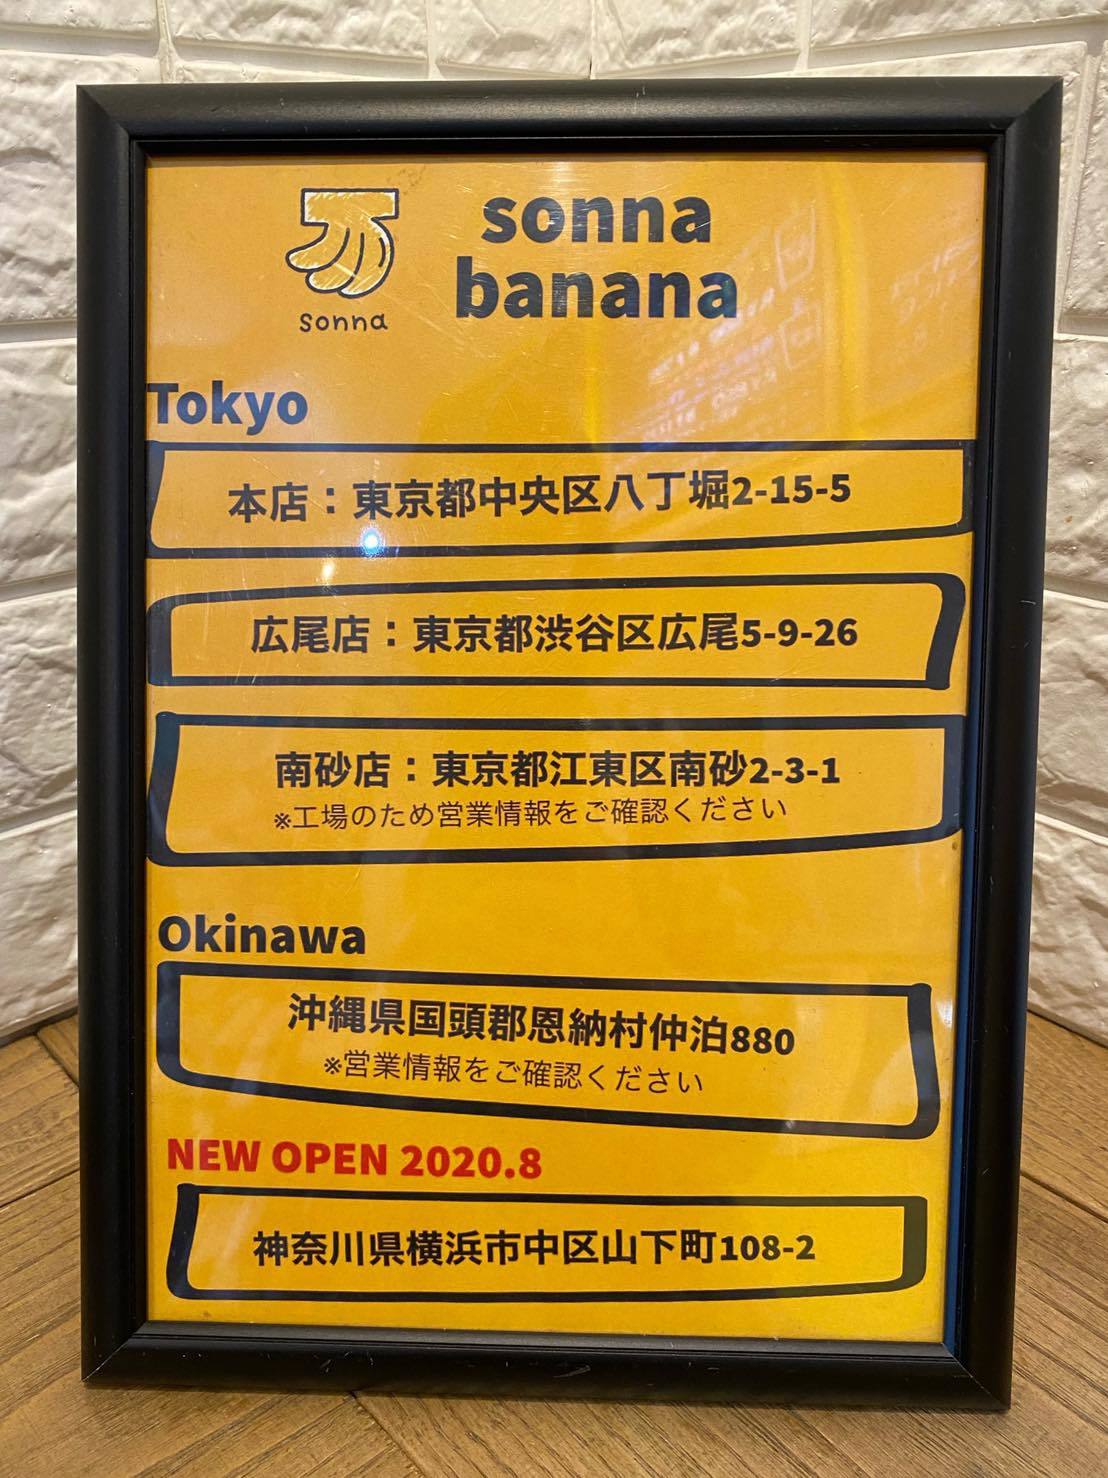 sonna
sonna
banana
Tokyo
本店：東京都中央区八丁堀2-15-5
広尾店：東京都渋谷区広尾5-9-26
南砂店：東京都江東区南砂2-3-1
※工場のため営業情報をご確認ください
Okinawa
沖縄県国頭郡恩納村仲泊880
※営業情報をご確認ください
NEW OPEN 2020.8
神奈川県横浜市中区山下町108-2